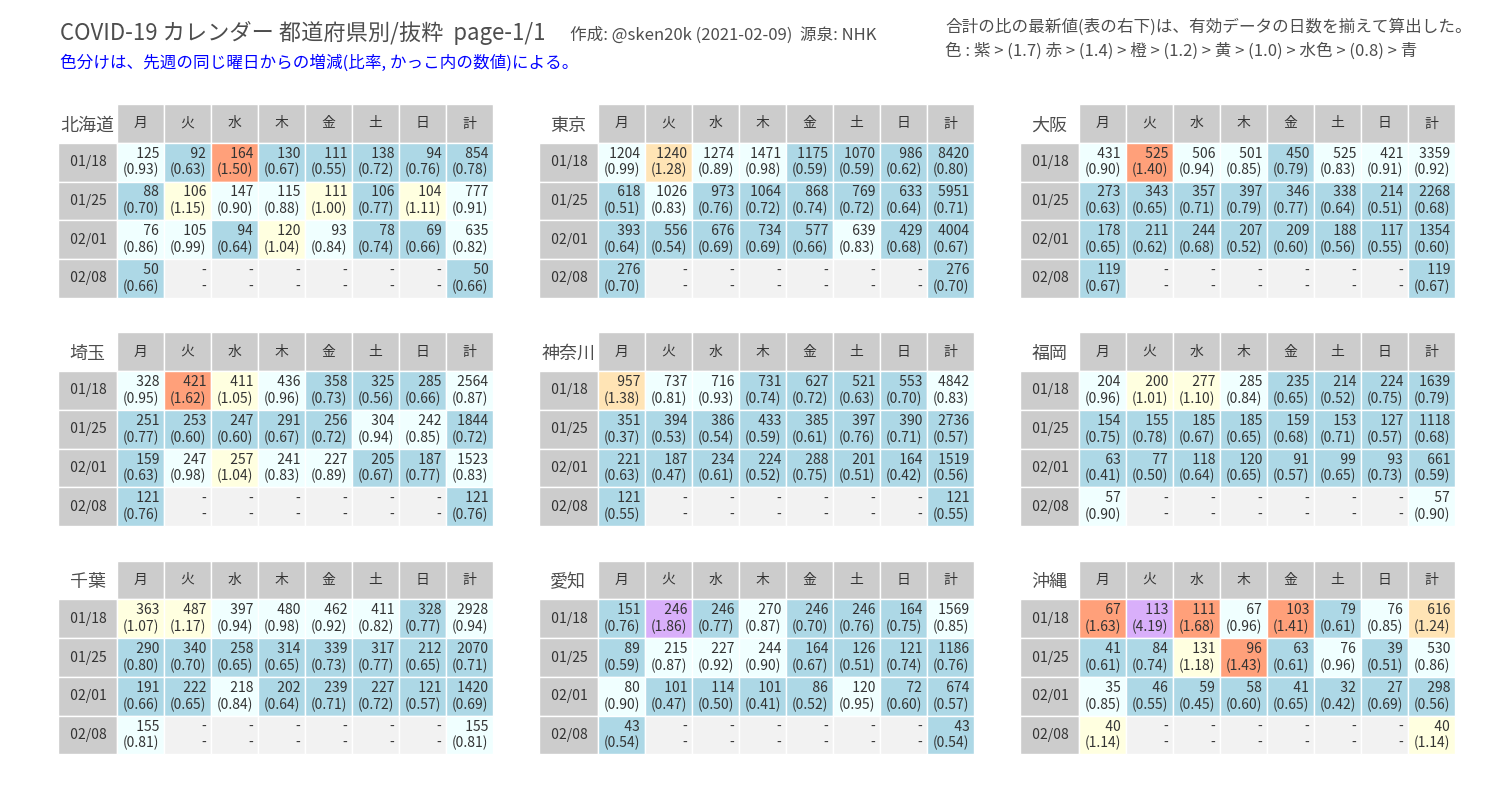 COVID-19 カレンダー 都道府県別/抜粋 page-1/1 作成: @sken20k (2021-02-09) 源泉: NHK
色分けは、先週の同じ曜日からの増減(比率, かっこ内の数値)による。
合計の比の最新値(表の右下)は、有効データの日数を揃えて算出した。
色 : 紫 > (1.7) 赤 > (1.4) 橙 > (1.2) 黄 > (1.0) > 水色 > (0.8) > 青
北海道 月 火 水 木 金 土 日 計
01/18 125 92 164 130 111 138 94 854
(0.93) (0.63) (1.50) (0.67) (0.55) (0.72) (0.76) (0.78)
01/25 88 106 147 115 111 106 104 777
(0.70) (1.15) (0.90) (0.88) (1.00) (0.77) (1.11) (0.91)
02/01 76 105 94 120 93 78 69 635
(0.86) (0.99) (0.64) (1.04) (0.84) (0.74) (0.66) (0.82)
02/08 50 - - - - - - 50
(0.66) - - - - - - (0.66)
東京 月 火 水 木 金 土 日 計
01/18 1204 1240 1274 1471 1175 1070 986 8420
(0.99) (1.28) (0.89) (0.98) (0.59) (0.59) (0.62) (0.80)
01/25 618 1026 973 1064 868 769 633 5951
(0.51) (0.83) (0.76) (0.72) (0.74) (0.72) (0.64) (0.71)
02/01 393 556 676 734 577 639 429 4004
(0.64) (0.54) (0.69) (0.69) (0.66) (0.83) (0.68) (0.67)
02/08 276 - - - - - - 276
(0.70) - - - - - - (0.70)
大阪 月 火 水 木 金 土 日 計
01/18 431 525 506 501 450 525 421 3359
(0.90) (1.40) (0.94) (0.85) (0.79) (0.83) (0.91) (0.92)
01/25 273 343 357 397 346 338 214 2268
(0.63) (0.65) (0.71) (0.79) (0.77) (0.64) (0.51) (0.68)
02/01 178 211 244 207 209 188 117 1354
(0.65) (0.62) (0.68) (0.52) (0.60) (0.56) (0.55) (0.60)
02/08 119 - - - - - - 119
(0.67) - - - - - - (0.67)
埼玉 月 火 水 木 金 土 日 計
01/18 328 421 411 436 358 325 285 2564
(0.95) (1.62) (1.05) (0.96) (0.73) (0.56) (0.66) (0.87)
01/25 251 253 247 291 256 304 242 1844
(0.77) (0.60) (0.60) (0.67) (0.72) (0.94) (0.85) (0.72)
02/01 159 247 257 241 227 205 187 1523
(0.63) (0.98) (1.04) (0.83) (0.89) (0.67) (0.77) (0.83)
02/08 121 - - - - - - 121
(0.76) - - - - - - (0.76)
神奈川 月 火 水 木 金 土 日 計
01/18 957 737 716 731 627 521 553 4842
(1.38) (0.81) (0.93) (0.74) (0.72) (0.63) (0.70) (0.83)
01/25 351 394 386 433 385 397 390 2736
(0.37) (0.53) (0.54) (0.59) (0.61) (0.76) (0.71) (0.57)
02/01 221 187 234 224 288 201 164 1519
(0.63) (0.47) (0.61) (0.52) (0.75) (0.51) (0.42) (0.56)
02/08 121 - - - - - - 121
(0.55) - - - - - - (0.55)
福岡 月 火 水 木 金 土 日 計
01/18 204 200 277 285 235 214 224 1639
(0.96) (1.01) (1.10) (0.84) (0.65) (0.52) (0.75) (0.79)
01/25 154 155 185 185 159 153 127 1118
(0.75) (0.78) (0.67) (0.65) (0.68) (0.71) (0.57) (0.68)
02/01 63 77 118 120 91 99 93 661
(0.41) (0.50) (0.64) (0.65) (0.57) (0.65) (0.73) (0.59)
02/08 57 - - - - - - 57
(0.90) - - - - - - (0.90)
千葉 月 火 水 木 金 土 日 計
01/18 363 487 397 480 462 411 328 2928
(1.07) (1.17) (0.94) (0.98) (0.92) (0.82) (0.77) (0.94)
01/25 290 340 258 314 339 317 212 2070
(0.80) (0.70) (0.65) (0.65) (0.73) (0.77) (0.65) (0.71)
02/01 191 222 218 202 239 227 121 1420
(0.66) (0.65) (0.84) (0.64) (0.71) (0.72) (0.57) (0.69)
02/08 155 - - - - - - 155
(0.81) - - - - - - (0.81)
愛知 月 火 水 木 金 土 日 計
01/18 151 246 246 270 246 246 164 1569
(0.76) (1.86) (0.77) (0.87) (0.70) (0.76) (0.75) (0.85)
01/25 89 215 227 244 164 126 121 1186
(0.59) (0.87) (0.92) (0.90) (0.67) (0.51) (0.74) (0.76)
02/01 80 101 114 101 86 120 72 674
(0.90) (0.47) (0.50) (0.41) (0.52) (0.95) (0.60) (0.57)
02/08 43 - - - - - - 43
(0.54) - - - - - - (0.54)
沖縄 月 火 水 木 金 土 日 計
01/18 67 113 111 67 103 79 76 616
(1.63) (4.19) (1.68) (0.96) (1.41) (0.61) (0.85) (1.24)
01/25 41 84 131 96 63 76 39 530
(0.61) (0.74) (1.18) (1.43) (0.61) (0.96) (0.51) (0.86)
02/01 35 46 59 58 41 32 27 298
(0.85) (0.55) (0.45) (0.60) (0.65) (0.42) (0.69) (0.56)
02/08 40 - - - - - - 40
(1.14) - - - - - - (1.14)